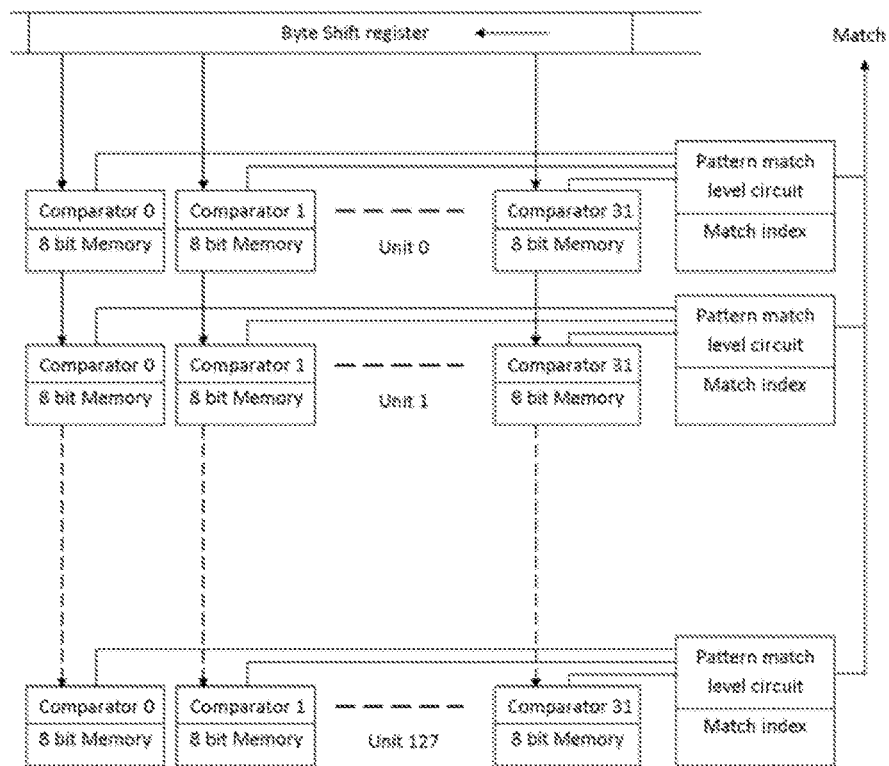 Byte Shift register
Match
Pattern match
level circuit
Match index
Comparator 0
8 bit Memory
Comparator 1
8 bit Memory
Unit 0
Comparator 31
8 bit Memory
Pattern match
level circuit
Match index
Comparator 0
8 bit Memory
Comparator 1
8 bit Memory
Unit 1
Comparator 31
8 bit Memory
Pattern match
level circuit
Match index
Comparator 0
8 bit Memory
Comparator 1
8 bit Memory
Unit 127
Comparator 31
8 bit Memory